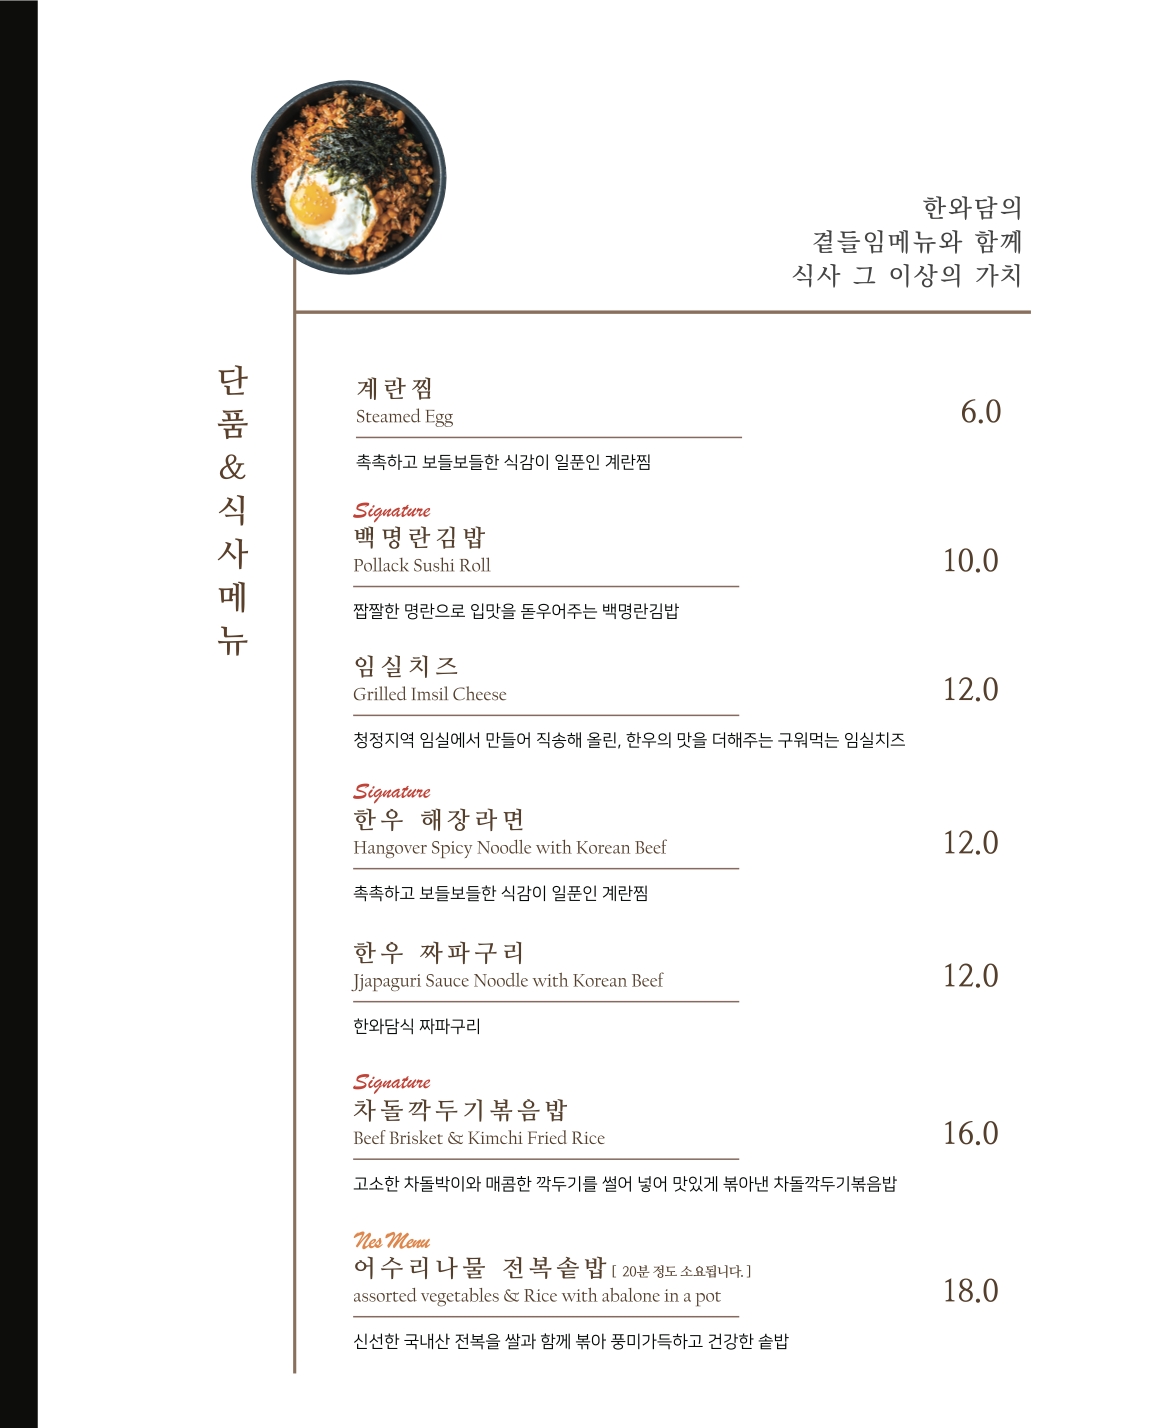 한와담의
곁들임메뉴와 함께
식사 그 이상의 가치
단품&식사메뉴
계란찜
Steamed Egg
6.0
촉촉하고 보들보들한 식감이 일푼인 계란찜
Signature
백명란김밥
Pollack Sushi Roll
10.0
짭짤한 명란으로 입맛을 돋우어주는 백명란김밥
임실치즈
Grilled Imsil Cheese
12.0
청정지역 임실에서 만들어 직송해 올린, 한우의 맛을 더해주는 구워먹는 임실치즈
Signature
한우 해장라면
Hangover Spicy Noodle with Korean Beef
12.0
촉촉하고 보들보들한 식감이 일푼인 계란찜
한우 짜파구리
Jjapaguri Sauce Noodle with Korean Beef
12.0
한와담식 짜파구리
Signature
차돌깍두기볶음밥
Beef Brisket & Kimchi Fried Rice
16.0
고소한 차돌박이와 매콤한 깍두기를 썰어 넣어 맛있게 볶아낸 차돌깍두기볶음밥
Nes Menu
어수리나물 전복솥밥 [ 20분 정도 소요됩니다. ]
assorted vegetables & Rice with abalone in a pot
18.0
신선한 국내산 전복을 쌀과 함께 볶아 풍미가득하고 건강한 솥밥